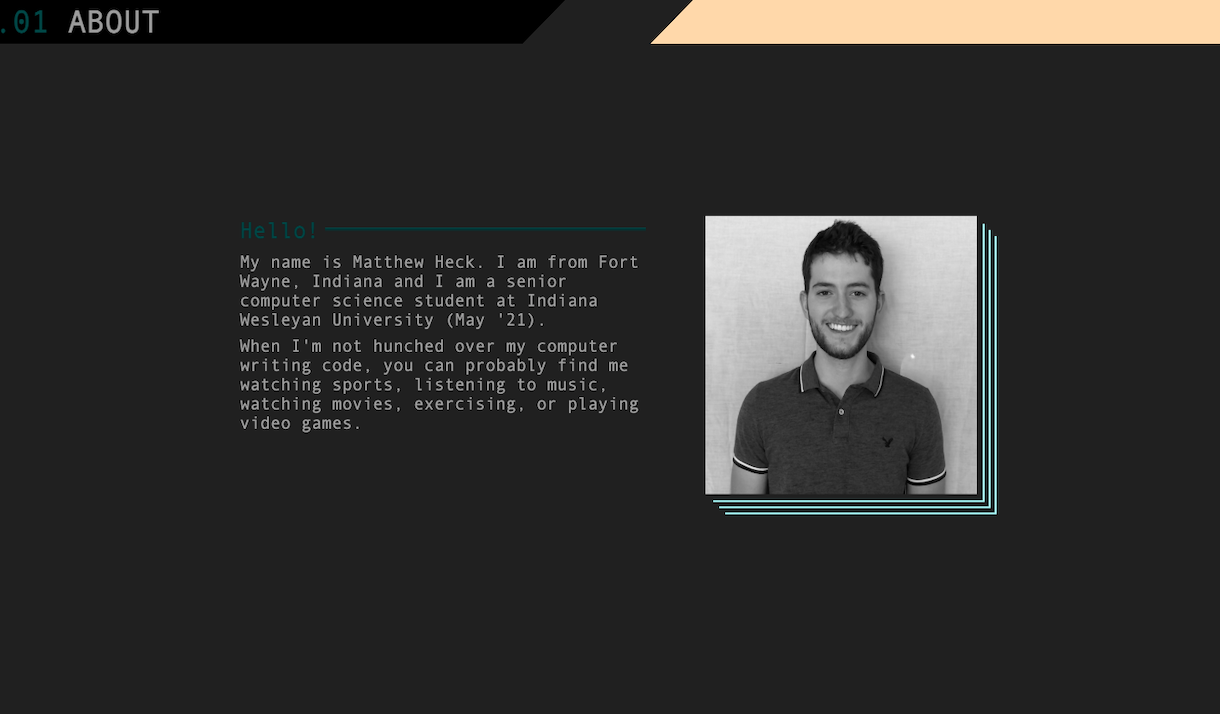 .01 ABOUT
Hello!
My name is Matthew Heck. I am from Fort
Wayne, Indiana and I am a senior
computer science student at Indiana
Wesleyan University (May '21).
When I'm not hunched over my computer
writing code, you can probably find me
watching sports, listening to music,
watching movies, exercising, or playing
video games.